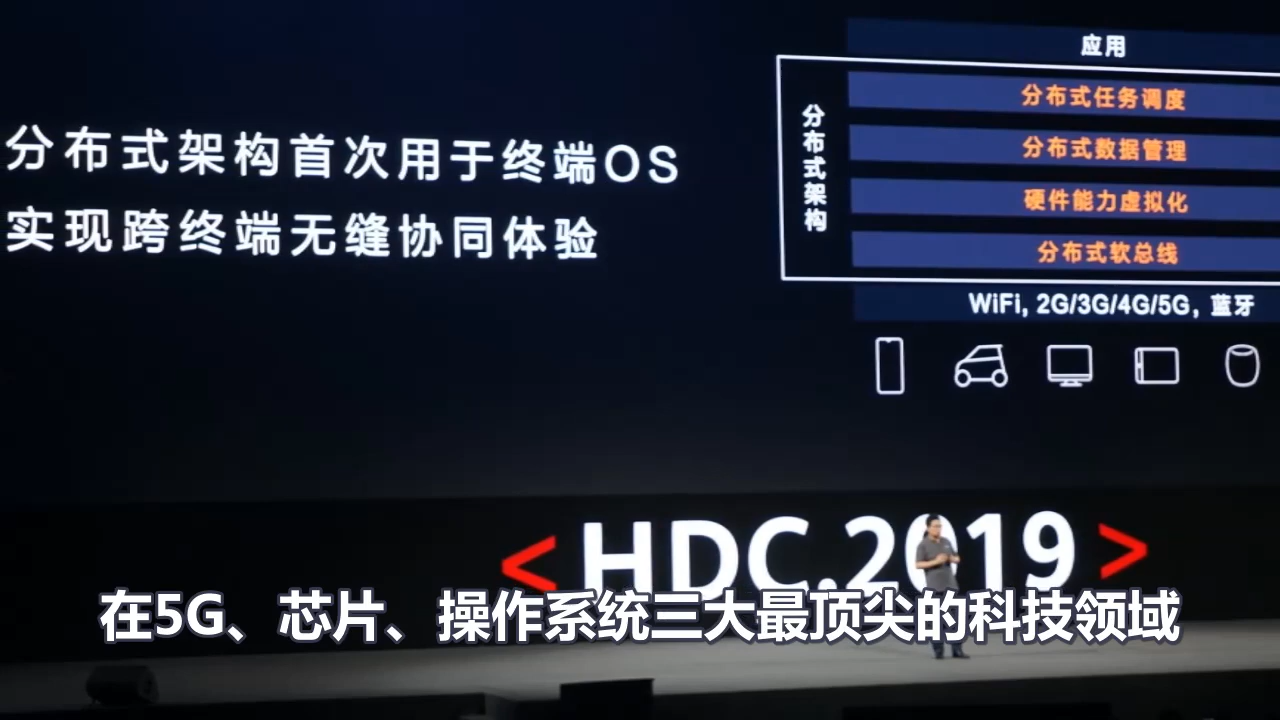 分布式架构首次用于终端OS
实现跨终端无缝协同体验
应用
分布式架构
分布式任务调度
分布式数据管理
硬件能力虚拟化
分布式软总线
WiFi, 2G/3G/4G/5G，蓝牙
<HDC.2019>
在5G、芯片、操作系统三大最顶尖的科技领域